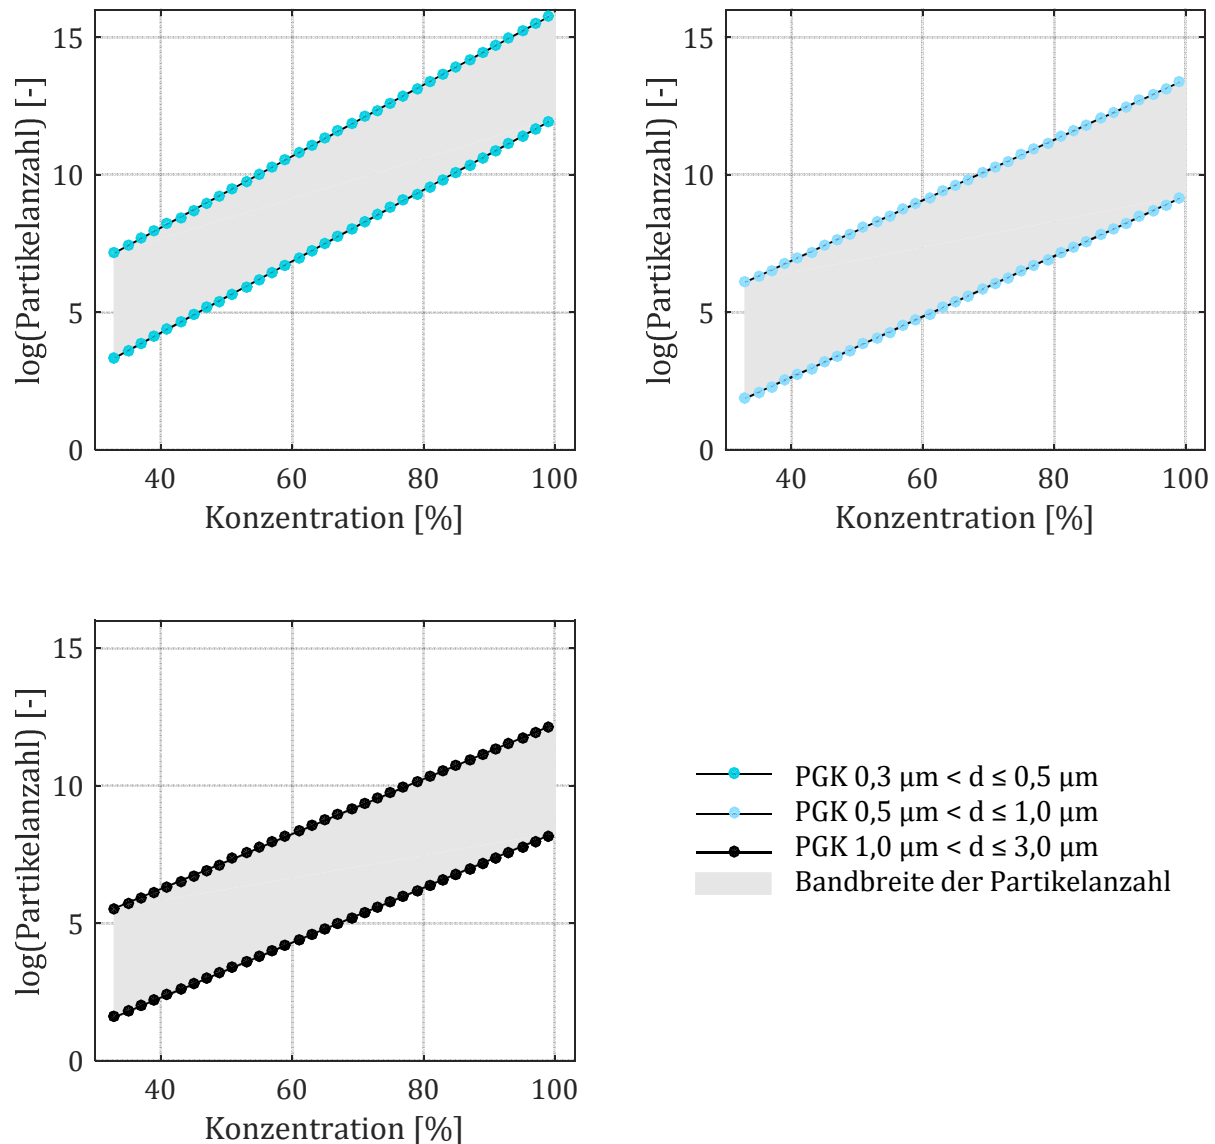 15
10
5
0
log(Partikelanzahl) [-]
40 60 80 100
Konzentration [%]
15
10
5
0
log(Partikelanzahl) [-]
40 60 80 100
Konzentration [%]
15
10
5
0
log(Partikelanzahl) [-]
40 60 80 100
Konzentration [%]
PGK 0,3 µm < d ≤ 0,5 µm
PGK 0,5 µm < d ≤ 1,0 µm
PGK 1,0 µm < d ≤ 3,0 µm
Bandbreite der Partikelanzahl